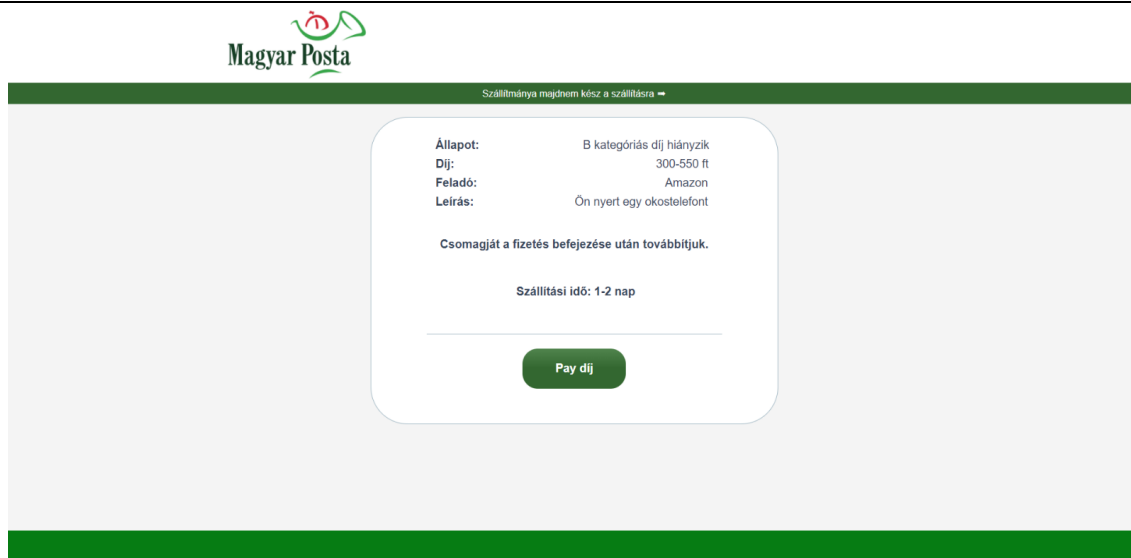 Magyar Posta
Szállítmánya majdnem kész a szállításra ➡
Állapot: B kategóriás díj hiányzik
Díj: 300-550 ft
Feladó: Amazon
Leírás: Ön nyert egy okostelefont
Csomagját a fizetés befejezése után továbbítjuk.
Szállítási idő: 1-2 nap
Pay díj